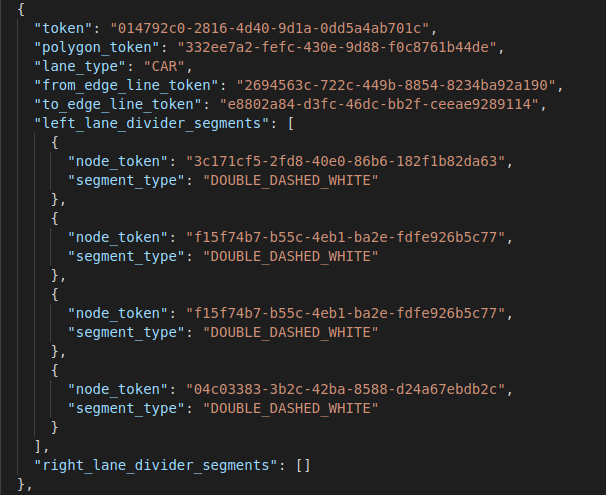 {
"token": "014792c0-2816-4d40-9d1a-0dd5a4ab701c",
"polygon_token": "332ee7a2-fefc-430e-9d88-f0c8761b44de",
"lane_type": "CAR",
"from_edge_line_token": "2694563c-722c-449b-8854-8234ba92a190",
"to_edge_line_token": "e8802a84-d3fc-46dc-bb2f-ceeae9289114",
"left_lane_divider_segments": [
{
"node_token": "3c171cf5-2fd8-40e0-86b6-182f1b82da63",
"segment_type": "DOUBLE_DASHED_WHITE"
},
{
"node_token": "f15f74b7-b55c-4eb1-ba2e-fdfe926b5c77",
"segment_type": "DOUBLE_DASHED_WHITE"
},
{
"node_token": "f15f74b7-b55c-4eb1-ba2e-fdfe926b5c77",
"segment_type": "DOUBLE_DASHED_WHITE"
},
{
"node_token": "04c03383-3b2c-42ba-8588-d24a67ebdb2c",
"segment_type": "DOUBLE_DASHED_WHITE"
}
],
"right_lane_divider_segments": []
},